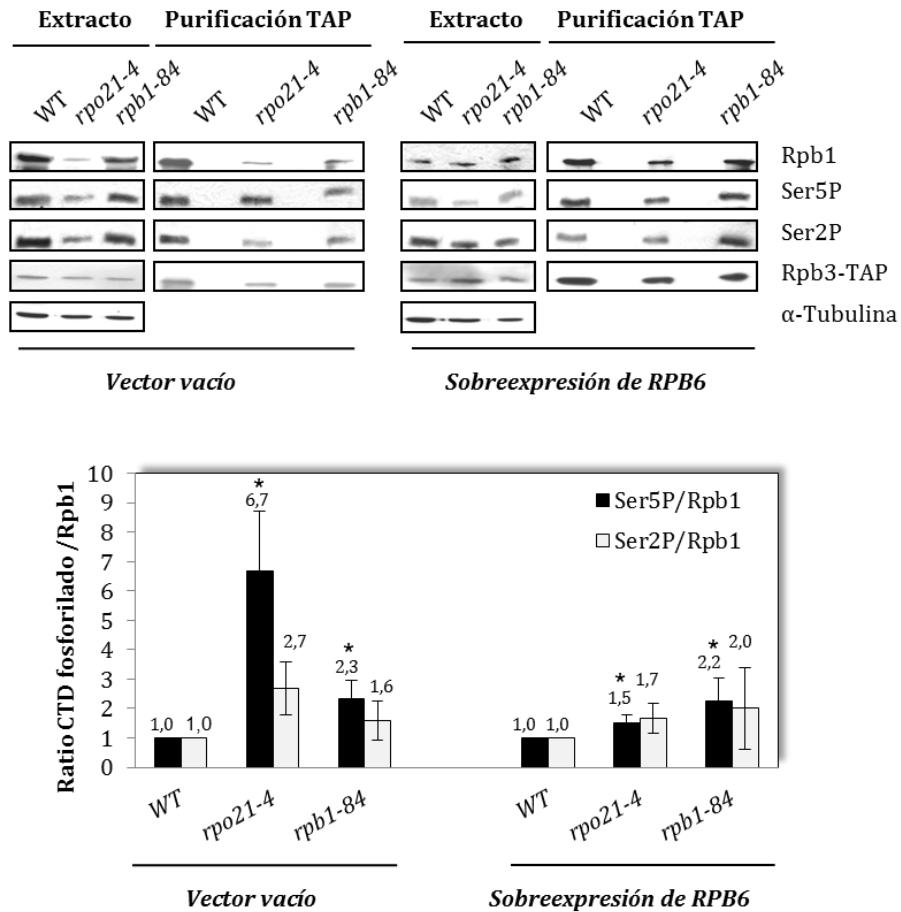 Extracto Purificación TAP Extracto Purificación TAP
WT rpo21-4 rpb1-84 WT rpo21-4 rpb1-84 WT rpo21-4 rpb1-84 WT rpo21-4 rpb1-84
Rpb1
Ser5P
Ser2P
Rpb3-TAP
α-Tubulina
Vector vacío Sobreexpresión de RPB6
Ratio CTD fosforilado /Rpb1
10
9
8
7
6
5
4
3
2
1
0
Ser5P/Rpb1
Ser2P/Rpb1
1,0 1,0 * 6,7 2,7 * 2,3 1,6 1,0 1,0 * 1,5 1,7 * 2,2 2,0
WT rpo21-4 rpb1-84 WT rpo21-4 rpb1-84
Vector vacío Sobreexpresión de RPB6